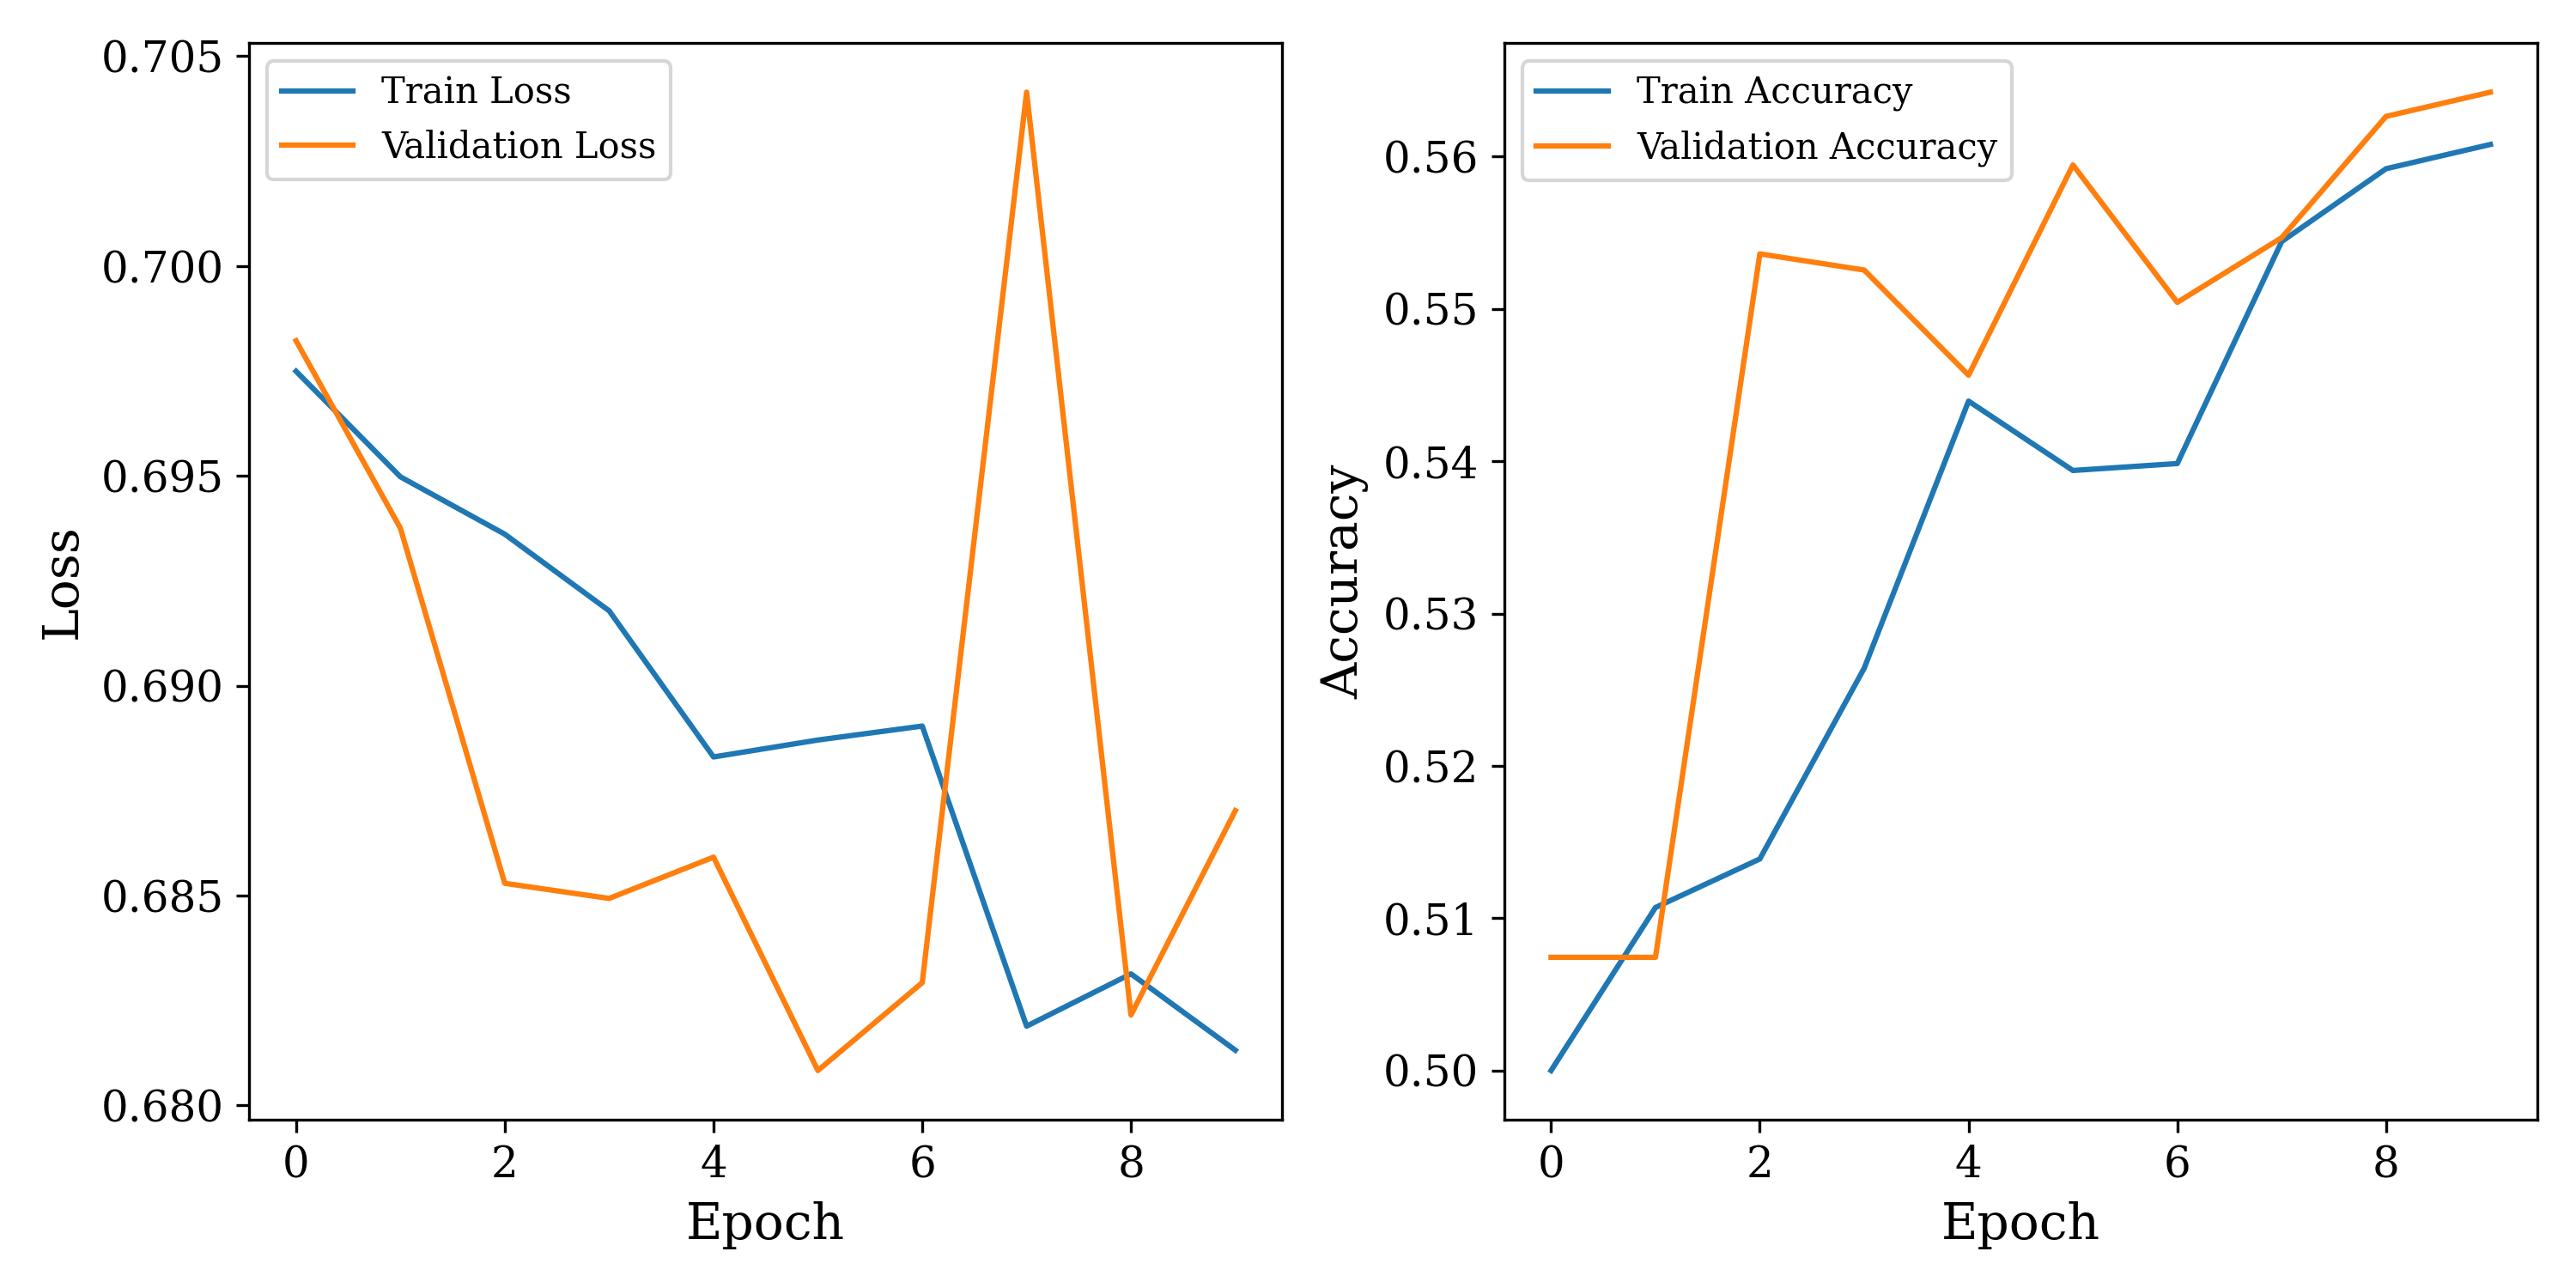 Train Loss
Validation Loss
0.705
0.700
0.695
0.690
0.685
0.680
Loss
0 2 4 6 8
Epoch
Train Accuracy
Validation Accuracy
0.56
0.55
0.54
0.53
0.52
0.51
0.50
Accuracy
0 2 4 6 8
Epoch